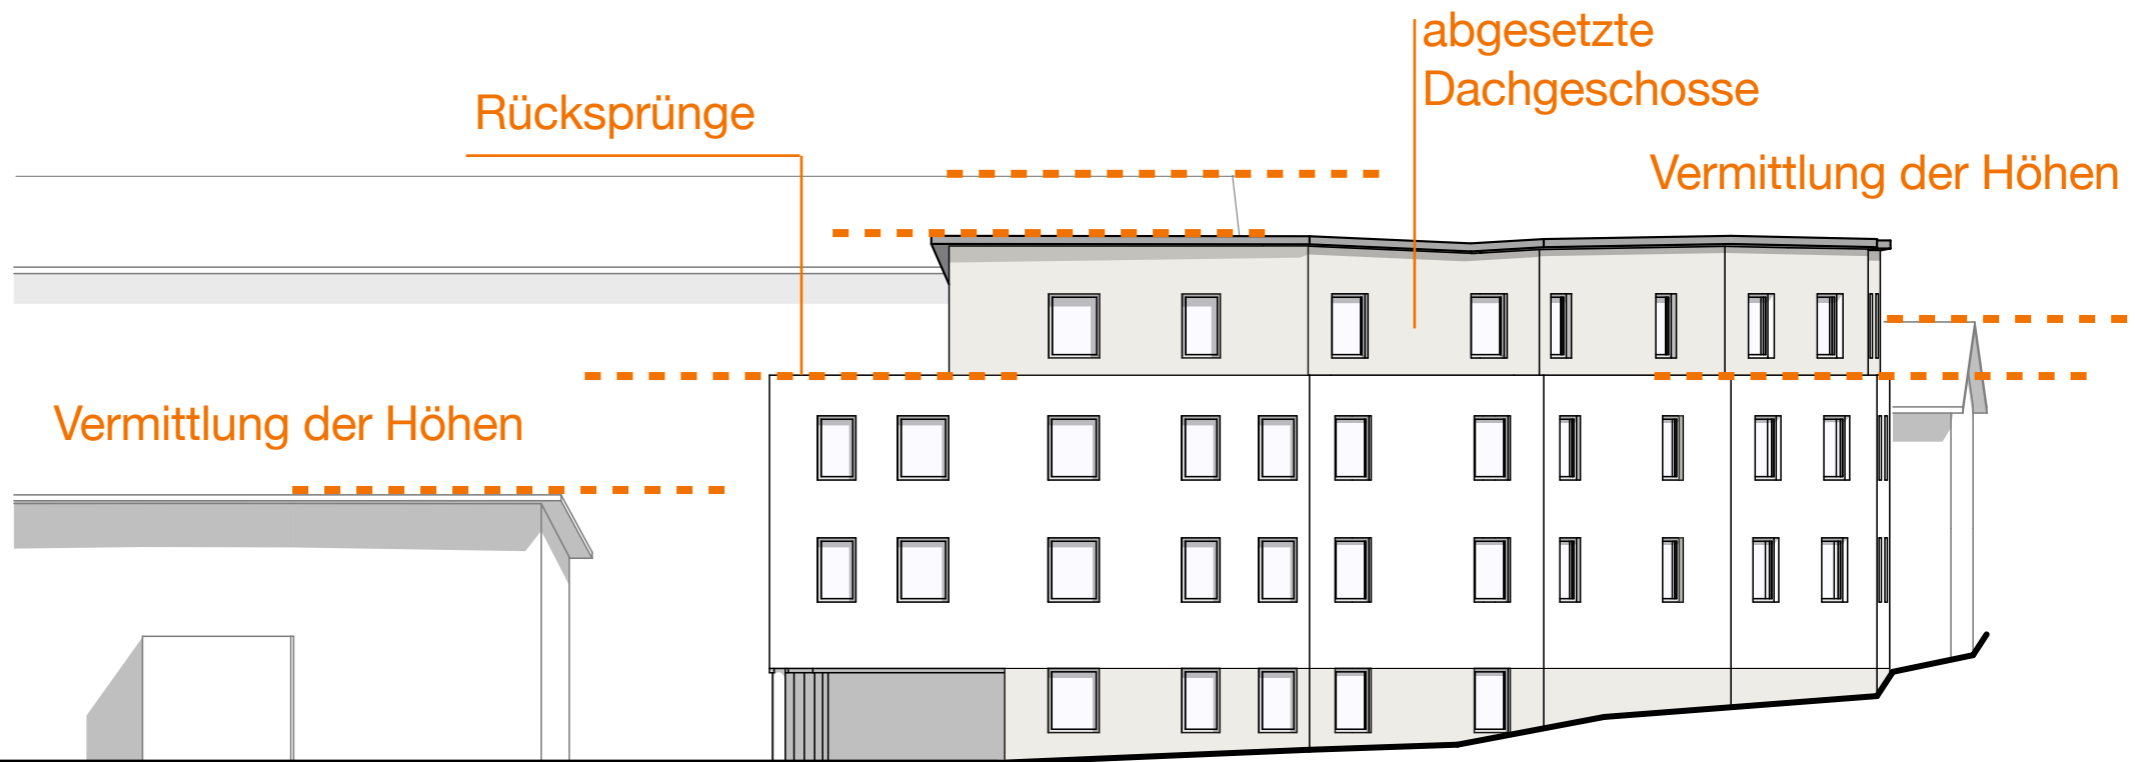 abgesetzte
Dachgeschosse
Rücksprünge
Vermittlung der Höhen
Vermittlung der Höhen